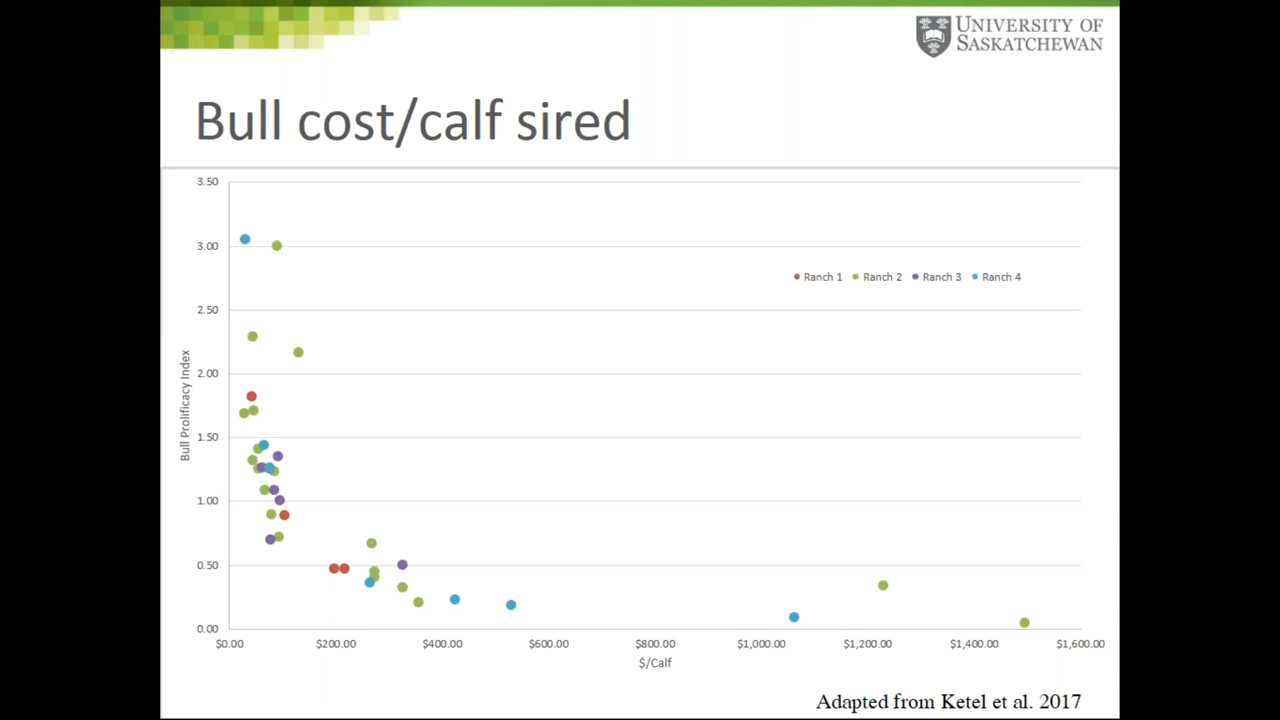 UNIVERSITY OF
SASKATCHEWAN
Bull cost/calf sired
3.50
3.00
2.50
2.00
1.50
1.00
0.50
0.00
Bull Prolificacy Index
Ranch 1 Ranch 2 Ranch 3 Ranch 4
$0.00 $200.00 $400.00 $600.00 $800.00 $1,000.00 $1,200.00 $1,400.00 $1,600.00
$/Calf
Adapted from Ketel et al. 2017